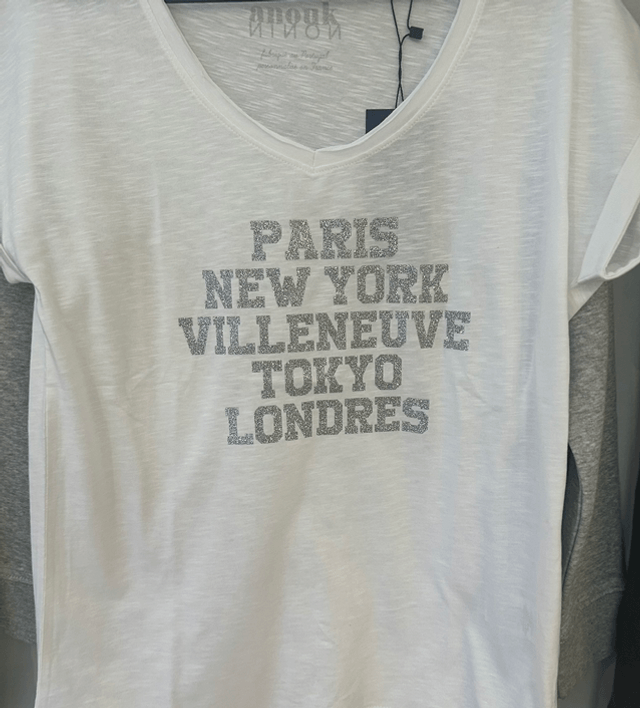 anouk
NINON
PARIS
NEW YORK
VILLENEUVE
TOKYO
LONDRES